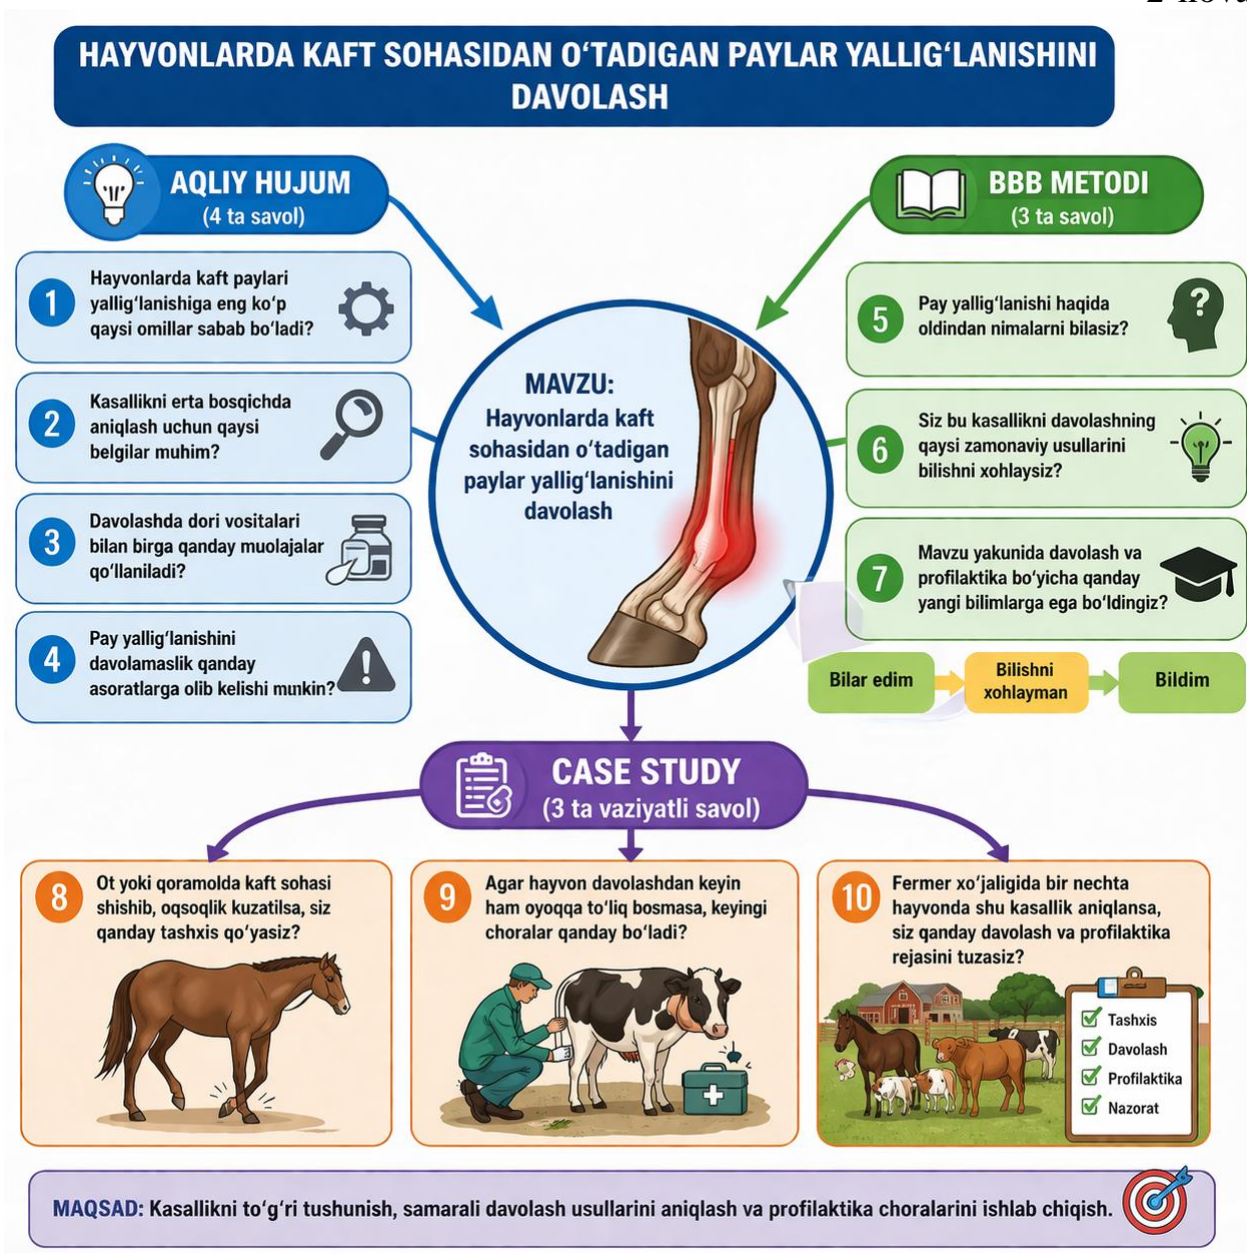 HAYVONLARDA KAFT SOHASIDAN O‘TADIGAN PAYLAR YALLIG‘LANISHINI
DAVOLASH
AQLIY HUJUM
(4 ta savol)
1
Hayvonlarda kaft paylari
yallig‘lanishiga eng ko‘p
qaysi omillar sabab bo‘ladi?
2
Kasallikni erta bosqichda
aniqlash uchun qaysi
belgilar muhim?
3
Davolashda dori vositalari
bilan birga qanday muolajalar
qo‘llaniladi?
4
Pay yallig‘lanishini
davolamaslik qanday
asoratlarga olib kelishi mumkin?
MAVZU:
Hayvonlarda kaft
sohasidan o‘tadigan
paylar yallig‘lanishini
davolash
BBB METODI
(3 ta savol)
5
Pay yallig‘lanishi haqida
oldindan nimalarni bilasiz?
?
6
Siz bu kasallikni davolashning
qaysi zamonaviy usullarini
bilishni xohlaysiz?
7
Mavzu yakunida davolash va
profilaktika bo‘yicha qanday
yangi bilimlarga ega bo‘ldingiz?
Bilar edim
Bilishni
xohlayman
Bildim
CASE STUDY
(3 ta vaziyatli savol)
8
Ot yoki qoramolda kaft sohasi
shishib, oqsoqlik kuzatilsa, siz
qanday tashxis qo‘yasiz?
9
Agar hayvon davolashdan keyin
ham oyoqqa to‘liq bosmasa, keyingi
choralar qanday bo‘ladi?
10
Fermer xo‘jaligida bir nechta
hayvonda shu kasallik aniqlansa,
siz qanday davolash va profilaktika
rejasini tuzasiz?
Tashxis
Davolash
Profilaktika
Nazorat
MAQSAD: Kasallikni to‘g‘ri tushunish, samarali davolash usullarini aniqlash va profilaktika choralarini ishlab chiqish.